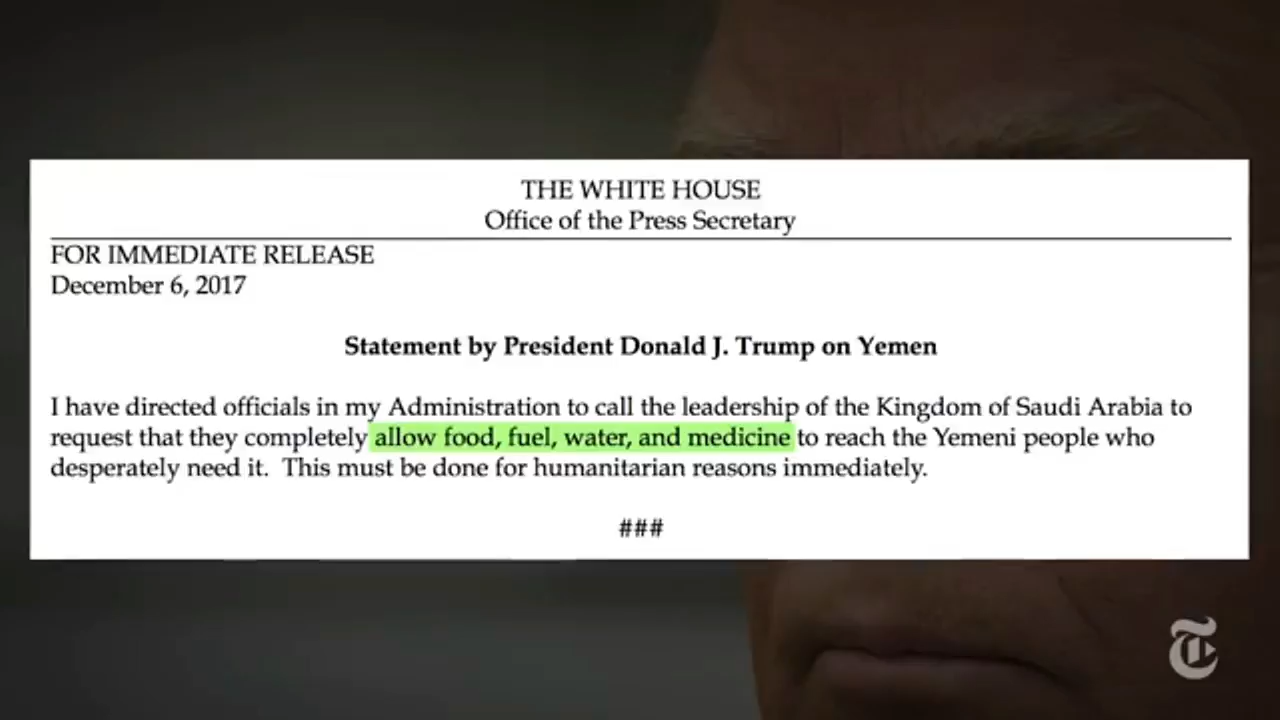 THE WHITE HOUSE
Office of the Press Secretary
FOR IMMEDIATE RELEASE
December 6, 2017
Statement by President Donald J. Trump on Yemen
I have directed officials in my Administration to call the leadership of the Kingdom of Saudi Arabia to
request that they completely allow food, fuel, water, and medicine to reach the Yemeni people who
desperately need it.  This must be done for humanitarian reasons immediately.
###
T